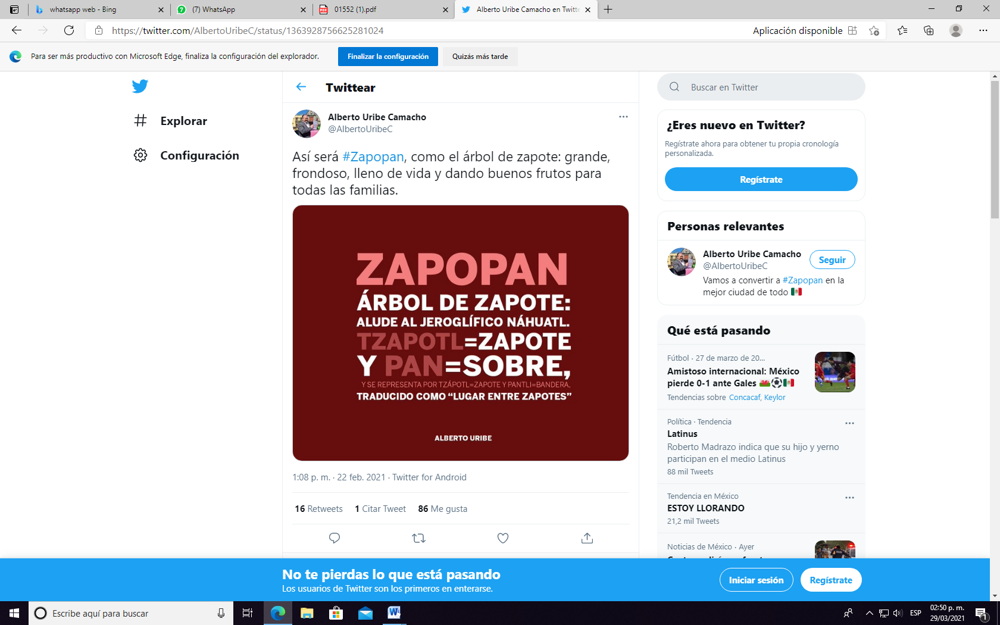 whatsapp web - Bing
(7) WhatsApp
01552 (1).pdf
Alberto Uribe Camacho en Twitte
https://twitter.com/AlbertoUribeC/status/1363928756625281024
Aplicación disponible
Para ser más productivo con Microsoft Edge, finaliza la configuración del explorador.
Finalizar la configuración
Quizás más tarde
Explorar
Configuración
Twittear
Alberto Uribe Camacho
@AlbertoUribeC
Así será #Zapopan, como el árbol de zapote: grande,
frondoso, lleno de vida y dando buenos frutos para
todas las familias.
ZAPOPAN
ÁRBOL DE ZAPOTE:
ALUDE AL JEROGLÍFICO NÁHUATL.
TZAPOTL=ZAPOTE
Y PAN=SOBRE,
Y SE REPRESENTA POR TZÁPOTL=ZAPOTE Y PANTLI=BANDERA,
TRADUCIDO COMO “LUGAR ENTRE ZAPOTES”
ALBERTO URIBE
1:08 p. m. · 22 feb. 2021 · Twitter for Android
16 Retweets 1 Citar Tweet 86 Me gusta
Buscar en Twitter
¿Eres nuevo en Twitter?
Regístrate ahora para obtener tu propia cronología
personalizada.
Regístrate
Personas relevantes
Alberto Uribe Camacho
@AlbertoUribeC
Seguir
Vamos a convertir a #Zapopan en la
mejor ciudad de todo 🇲🇽
Qué está pasando
Fútbol · 27 de marzo de 20...
Amistoso internacional: México
pierde 0-1 ante Gales 🏴󠁧󠁢󠁷󠁬󠁳󠁿⚽🇲🇽
Tendencias sobre Concacaf, Keylor
Política · Tendencia
Latinus
Roberto Madrazo indica que su hijo y yerno
participan en el medio Latinus
88 mil Tweets
Tendencia en México
ESTOY LLORANDO
21,2 mil Tweets
Noticias de México · Ayer
No te pierdas lo que está pasando
Los usuarios de Twitter son los primeros en enterarse.
Iniciar sesión
Regístrate
Escribe aquí para buscar
ESP
02:50 p. m.
29/03/2021
1